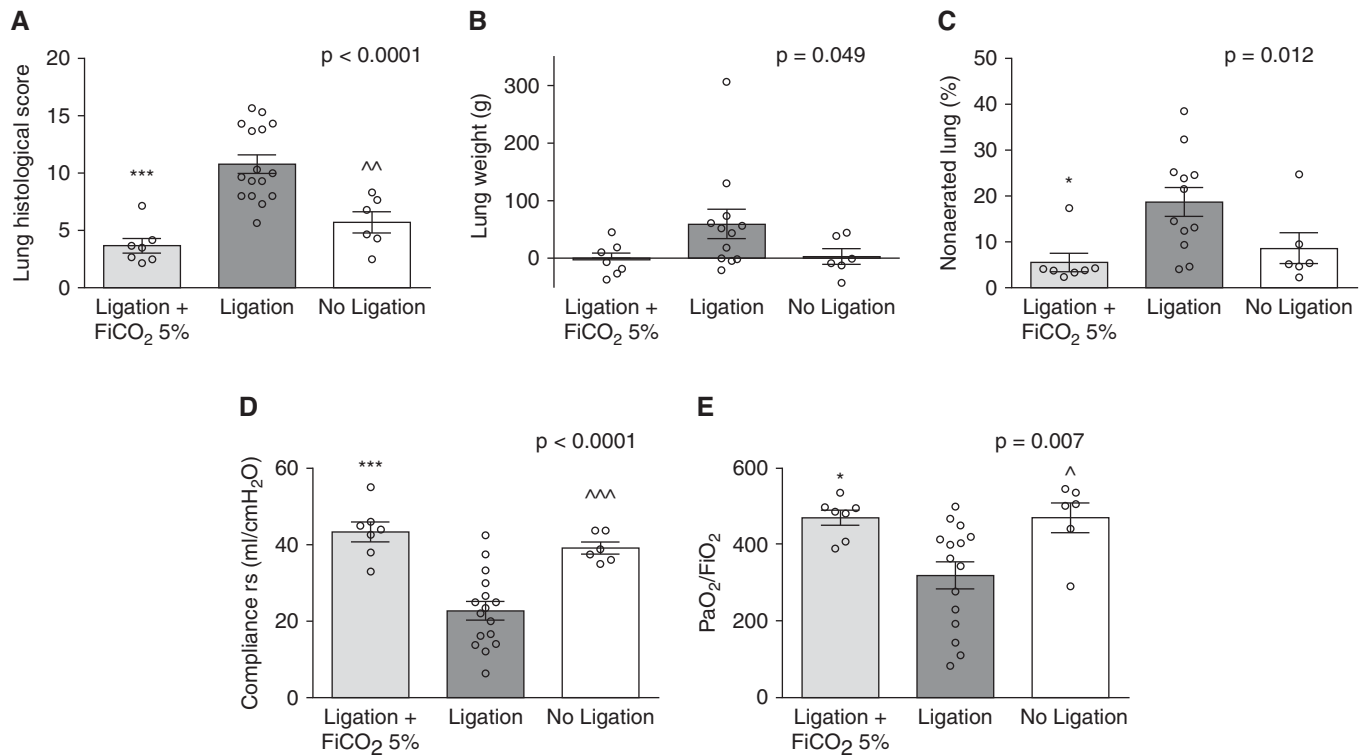 A
p < 0.0001
Lung histological score
20
15
10
5
0
***
^^
Ligation +
FiCO₂ 5%
Ligation
No Ligation
B
p = 0.049
Lung weight (g)
300
200
100
0
Ligation +
FiCO₂ 5%
Ligation
No Ligation
C
p = 0.012
Nonaerated lung (%)
50
40
30
20
10
0
*
Ligation +
FiCO₂ 5%
Ligation
No Ligation
D
p < 0.0001
Compliance rs (ml/cmH₂O)
60
40
20
0
***
^^^
Ligation +
FiCO₂ 5%
Ligation
No Ligation
E
p = 0.007
PaO₂/FiO₂
600
400
200
0
*
^
Ligation +
FiCO₂ 5%
Ligation
No Ligation